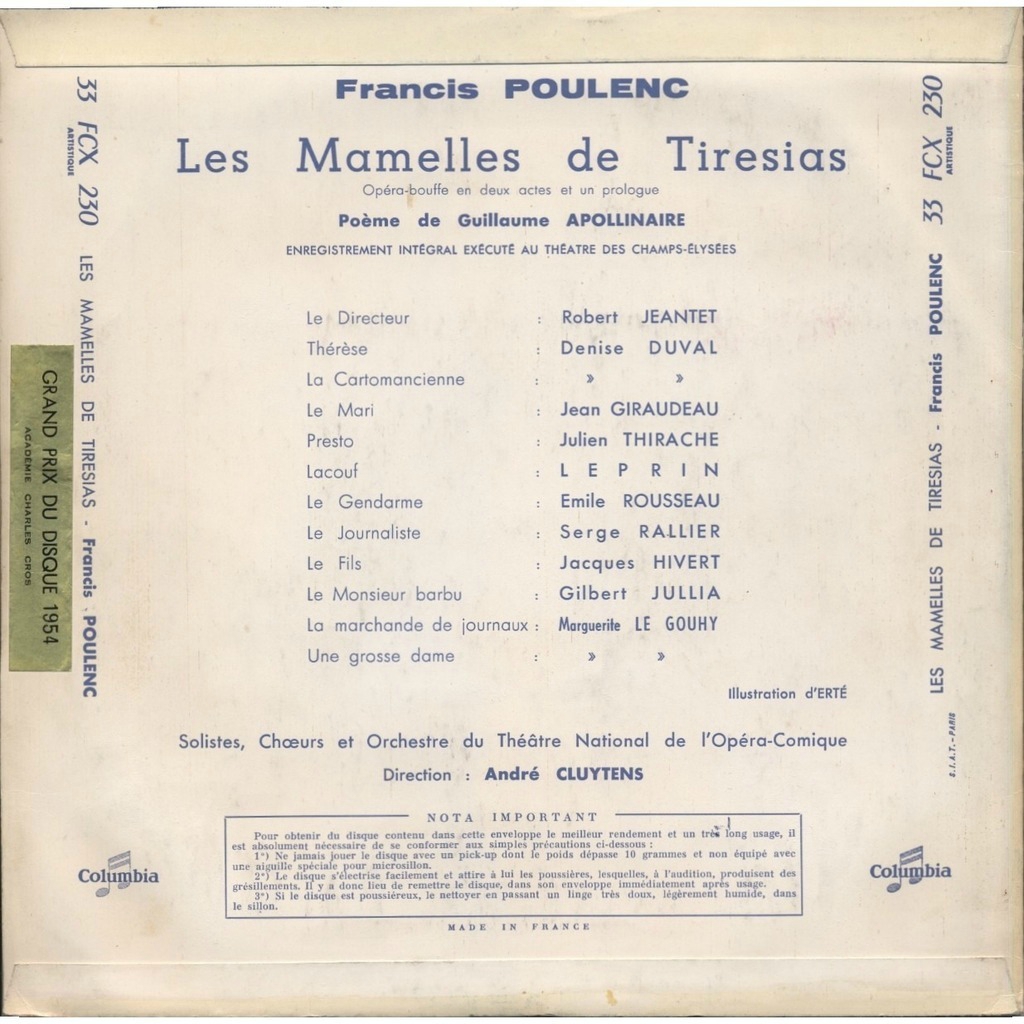 Francis POULENC
Les Mamelles de Tiresias
Opéra-bouffe en deux actes et un prologue
Poème de Guillaume APOLLINAIRE
ENREGISTREMENT INTÉGRAL EXÉCUTÉ AU THÉATRE DES CHAMPS-ÉLYSÉES
Le Directeur : Robert JEANTET
Thérèse : Denise DUVAL
La Cartomancienne : » »
Le Mari : Jean GIRAUDEAU
Presto : Julien THIRACHE
Lacouf : LEPRIN
Le Gendarme : Emile ROUSSEAU
Le Journaliste : Serge RALLIER
Le Fils : Jacques HIVERT
Le Monsieur barbu : Gilbert JULLIA
La marchande de journaux : Marguerite LE GOUHY
Une grosse dame : » »
Illustration d'ERTÉ
Solistes, Chœurs et Orchestre du Théâtre National de l'Opéra-Comique
Direction : André CLUYTENS
NOTA IMPORTANT
Pour obtenir du disque contenu dans cette enveloppe le meilleur rendement et un très long usage, il
est absolument nécessaire de se conformer aux simples précautions ci-dessous :
1°) Ne jamais jouer le disque avec un pick-up dont le poids dépasse 10 grammes et non équipé avec
une aiguille spéciale pour microsillon.
2°) Le disque s'électrise facilement et attire à lui les poussières, lesquelles, à l'audition, produisent des
grésillements. Il y a donc lieu de remettre le disque, dans son enveloppe immédiatement après usage.
3°) Si le disque est poussiéreux, le nettoyer en passant un linge très doux, légèrement humide, dans
le sillon.
MADE IN FRANCE
Columbia
Columbia
33 FCX 230 LES MAMELLES DE TIRESIAS - Francis POULENC
ARTISTIQUE
GRAND PRIX DU DISQUE 1954
ACADÉMIE CHARLES CROS
LES MAMELLES DE TIRESIAS - Francis POULENC 33 FCX 230
ARTISTIQUE
S.I.A.T. - PARIS